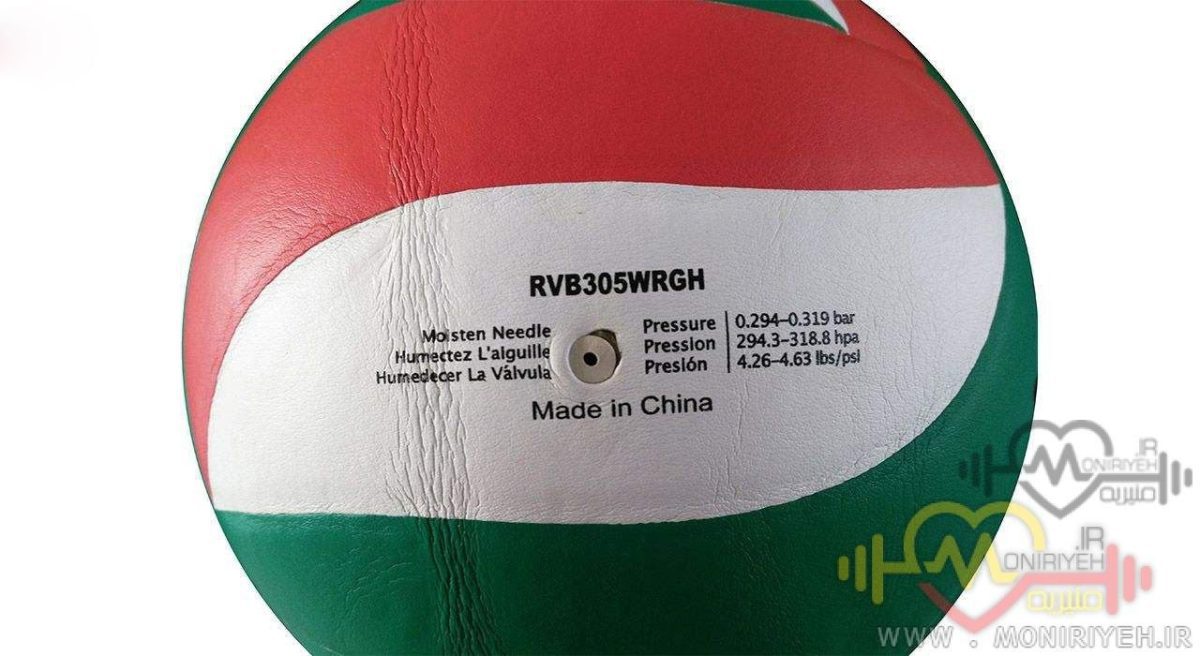 RVB305WRGH
Moisten Needle
Humectez L'aiguille
Humedecer La Válvula
Pressure 0.294–0.319 bar
Pression 294.3–318.8 hpa
Presión 4.26–4.63 lbs/psl
Made in China
MONIRIYEH.IR
منیریه
MONIRIYEH.IR
منیریه
WWW . MONIRIYEH.IR